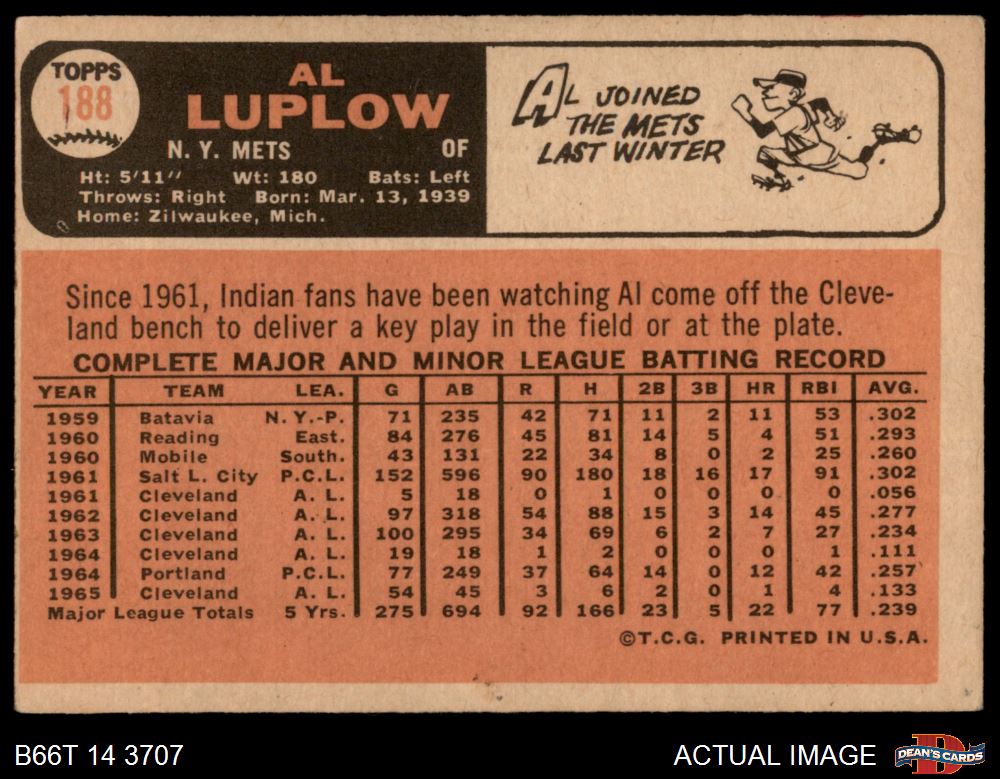 TOPPS
188
AL
LUPLOW
N. Y. METS OF
Ht: 5'11" Wt: 180 Bats: Left
Throws: Right Born: Mar. 13, 1939
Home: Zilwaukee, Mich.
AL JOINED
THE METS
LAST WINTER
Since 1961, Indian fans have been watching Al come off the Cleve-
land bench to deliver a key play in the field or at the plate.
COMPLETE MAJOR AND MINOR LEAGUE BATTING RECORD
YEAR TEAM LEA. G AB R H 2B 3B HR RBI AVG.
1959 Batavia N. Y.-P. 71 235 42 71 11 2 11 53 .302
1960 Reading East. 84 276 45 81 14 5 4 51 .293
1960 Mobile South. 43 131 22 34 8 0 2 25 .260
1961 Salt L. City P.C.L. 152 596 90 180 18 16 17 91 .302
1961 Cleveland A. L. 5 18 0 1 0 0 0 0 .056
1962 Cleveland A. L. 97 318 54 88 15 3 14 45 .277
1963 Cleveland A. L. 100 295 34 69 6 2 7 27 .234
1964 Cleveland A. L. 19 18 1 2 0 0 0 1 .111
1964 Portland P.C.L. 77 249 37 64 14 0 12 42 .257
1965 Cleveland A. L. 54 45 3 6 2 0 1 4 .133
Major League Totals 5 Yrs. 275 694 92 166 23 5 22 77 .239
©T.C.G. PRINTED IN U.S.A.
B66T 14 3707 ACTUAL IMAGE DEAN'S CARDS